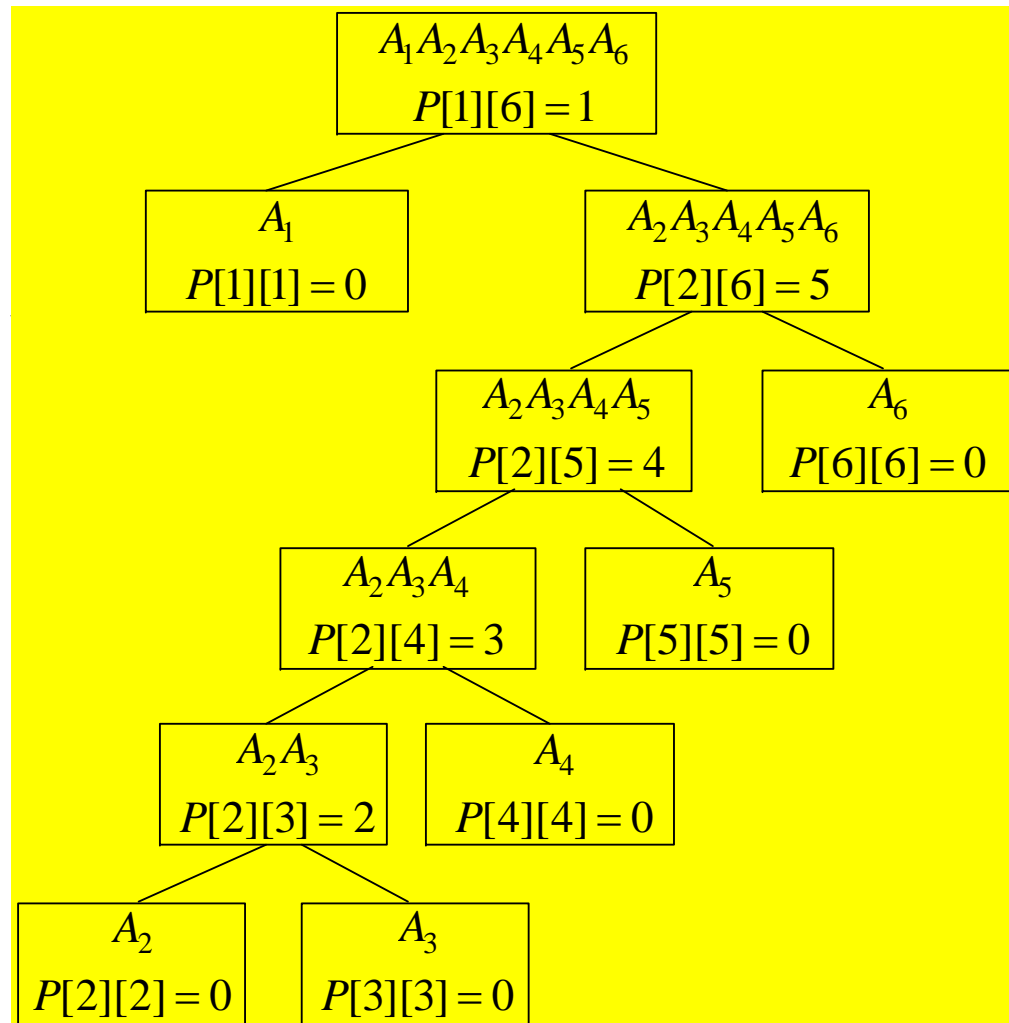 A₁A₂A₃A₄A₅A₆
P[1][6] = 1
A₁
P[1][1] = 0
A₂A₃A₄A₅A₆
P[2][6] = 5
A₂A₃A₄A₅
P[2][5] = 4
A₆
P[6][6] = 0
A₂A₃A₄
P[2][4] = 3
A₅
P[5][5] = 0
A₂A₃
P[2][3] = 2
A₄
P[4][4] = 0
A₂
P[2][2] = 0
A₃
P[3][3] = 0